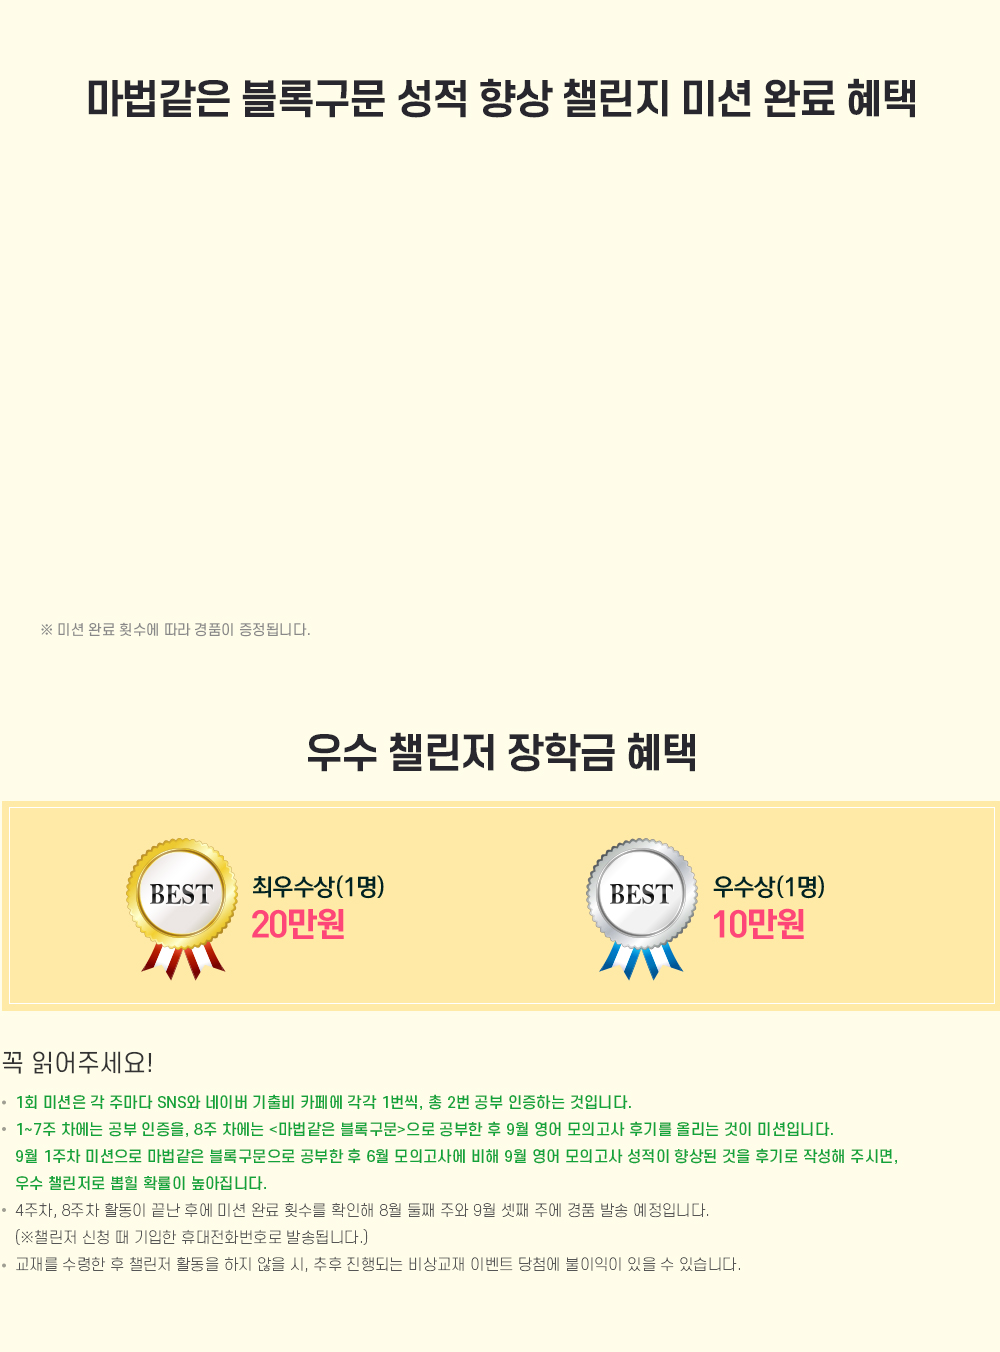 마법같은 블록구문 성적 향상 챌린지 미션 완료 혜택
※ 미션 완료 횟수에 따라 경품이 증정됩니다.
우수 챌린저 장학금 혜택
BEST
최우수상(1명)
20만원
BEST
우수상(1명)
10만원
꼭 읽어주세요!
• 1회 미션은 각 주마다 SNS와 네이버 기출비 카페에 각각 1번씩, 총 2번 공부 인증하는 것입니다.
• 1~7주 차에는 공부 인증을, 8주 차에는 <마법같은 블록구문>으로 공부한 후 9월 영어 모의고사 후기를 올리는 것이 미션입니다.
9월 1주차 미션으로 마법같은 블록구문으로 공부한 후 6월 모의고사에 비해 9월 영어 모의고사 성적이 향상된 것을 후기로 작성해 주시면,
우수 챌린저로 뽑힐 확률이 높아집니다.
• 4주차, 8주차 활동이 끝난 후에 미션 완료 횟수를 확인해 8월 둘째 주와 9월 셋째 주에 경품 발송 예정입니다.
(※챌린저 신청 때 기입한 휴대전화번호로 발송됩니다.)
• 교재를 수령한 후 챌린저 활동을 하지 않을 시, 추후 진행되는 비상교재 이벤트 당첨에 불이익이 있을 수 있습니다.